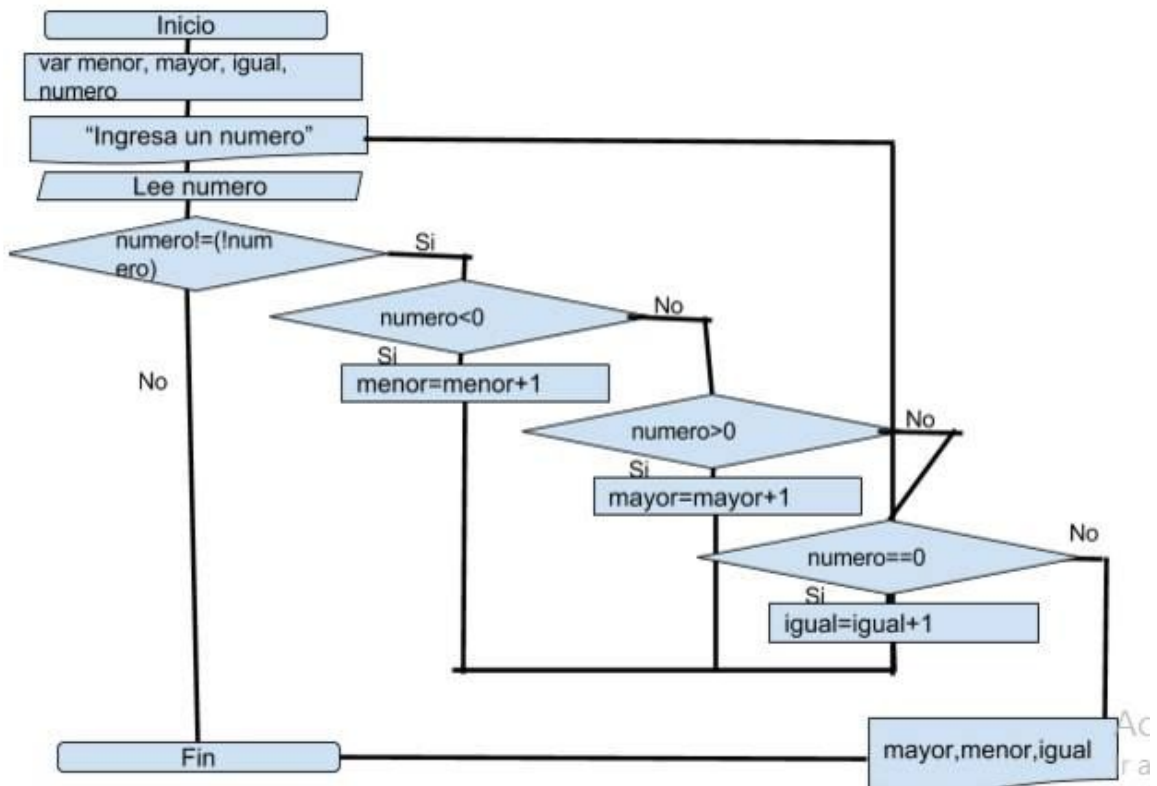 Inicio
var menor, mayor, igual,
numero
“Ingresa un numero”
Lee numero
numero!=(!num
ero)
Si
No
numero<0
No
Si
menor=menor+1
numero>0
No
Si
mayor=mayor+1
numero==0
No
Si
igual=igual+1
mayor,menor,igual
Fin